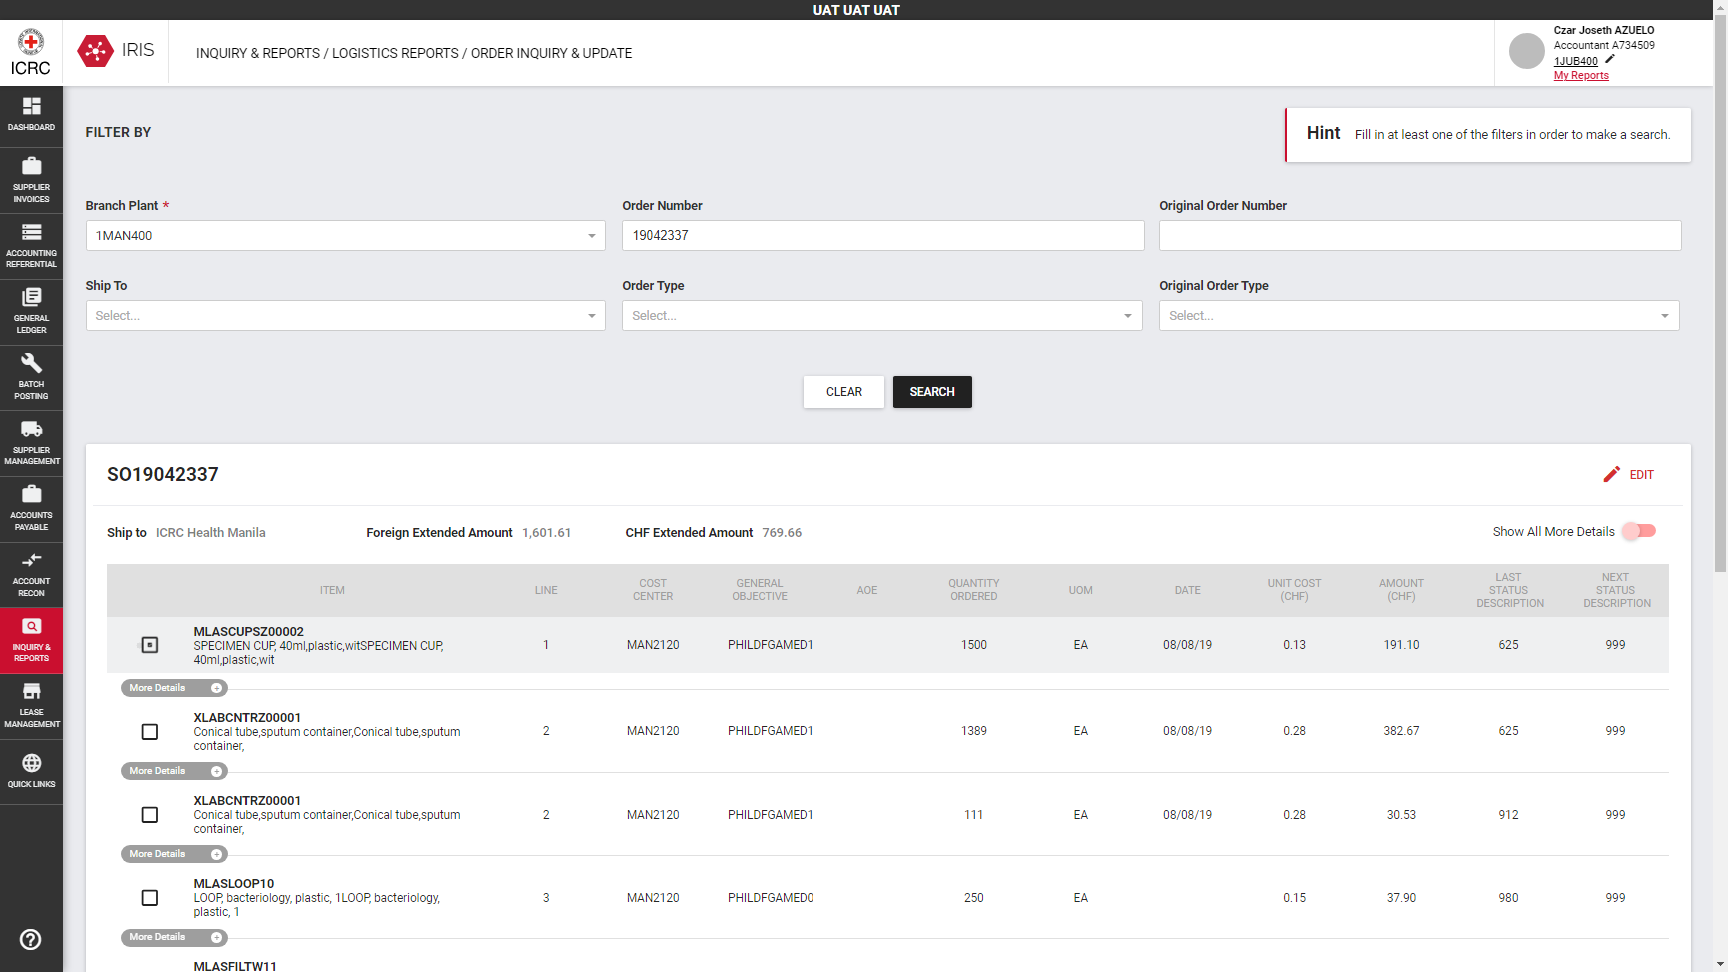 UAT UAT UAT
ICRC
IRIS
INQUIRY & REPORTS / LOGISTICS REPORTS / ORDER INQUIRY & UPDATE
Czar Joseth AZUELO
Accountant A734509
1JUB400
My Reports
DASHBOARD
SUPPLIER
INVOICES
ACCOUNTING
REFERENTIAL
GENERAL
LEDGER
BATCH
POSTING
SUPPLIER
MANAGEMENT
ACCOUNTS
PAYABLE
ACCOUNT
RECON
INQUIRY &
REPORTS
LEASE
MANAGEMENT
QUICK LINKS
FILTER BY
Hint Fill in at least one of the filters in order to make a search.
Branch Plant * Order Number Original Order Number
1MAN400 19042337
Ship To Order Type Original Order Type
Select... Select... Select...
CLEAR SEARCH
SO19042337 EDIT
Ship to ICRC Health Manila Foreign Extended Amount 1,601.61 CHF Extended Amount 769.66 Show All More Details
ITEM LINE COST CENTER GENERAL OBJECTIVE AOE QUANTITY ORDERED UOM DATE UNIT COST (CHF) AMOUNT (CHF) LAST STATUS DESCRIPTION NEXT STATUS DESCRIPTION
MLASCUPSZ00002
SPECIMEN CUP, 40ml,plastic,witSPECIMEN CUP, 1 MAN2120 PHILDFGAMED1 1500 EA 08/08/19 0.13 191.10 625 999
40ml,plastic,wit
More Details
XLABCNTRZ00001
Conical tube,sputum container,Conical tube,sputum 2 MAN2120 PHILDFGAMED1 1389 EA 08/08/19 0.28 382.67 625 999
container,
More Details
XLABCNTRZ00001
Conical tube,sputum container,Conical tube,sputum 2 MAN2120 PHILDFGAMED1 111 EA 08/08/19 0.28 30.53 912 999
container,
More Details
MLASLOOP10
LOOP, bacteriology, plastic, 1LOOP, bacteriology, 3 MAN2120 PHILDFGAMED0 250 EA 0.15 37.90 980 999
plastic, 1
More Details
MLASFILTW11